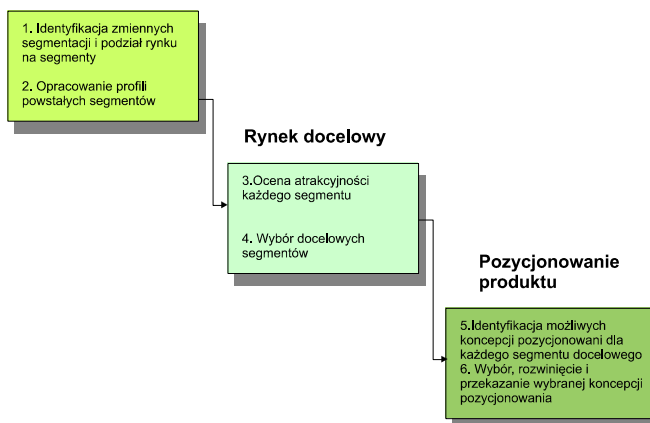 1. Identyfikacja zmiennych
segmentacji i podział rynku
na segmenty
2. Opracowanie profili
powstałych segmentów
Rynek docelowy
3.Ocena atrakcyjności
każdego segmentu
4. Wybór docelowych
segmentów
Pozycjonowanie
produktu
5.Identyfikacja możliwych
koncepcji pozycjonowani dla
każdego segmentu docelowego
6. Wybór, rozwinięcie i
przekazanie wybranej koncepcji
pozycjonowania